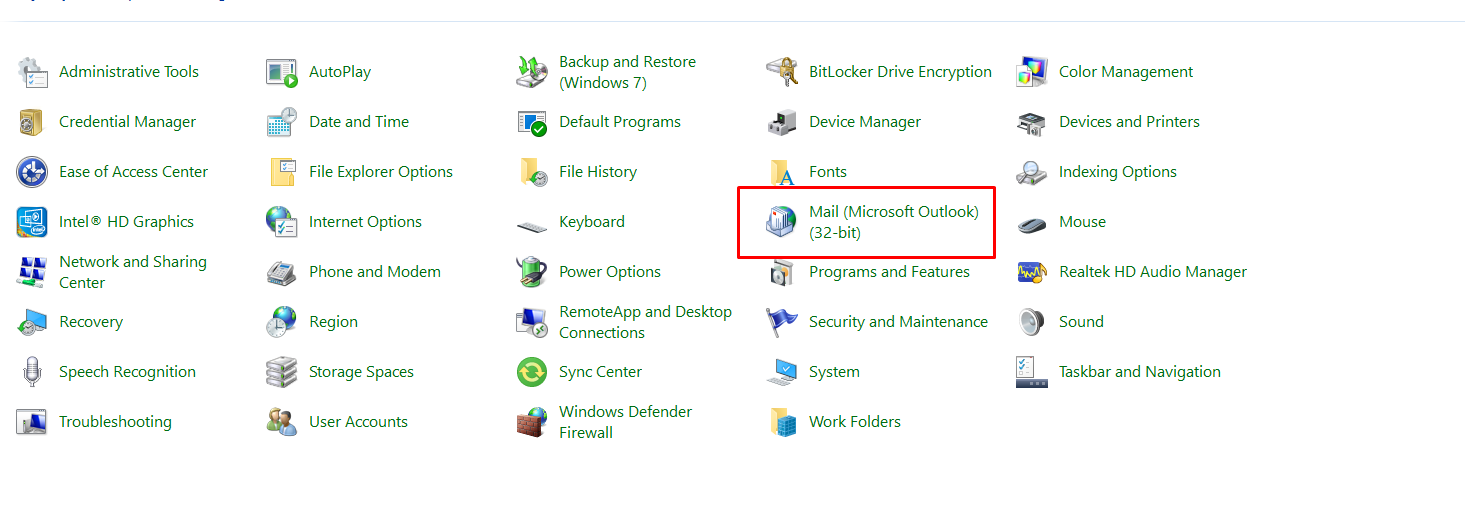 Administrative Tools
AutoPlay
Backup and Restore
(Windows 7)
BitLocker Drive Encryption
Color Management
Credential Manager
Date and Time
Default Programs
Device Manager
Devices and Printers
Ease of Access Center
File Explorer Options
File History
Fonts
Indexing Options
Intel® HD Graphics
Internet Options
Keyboard
Mail (Microsoft Outlook)
(32-bit)
Mouse
Network and Sharing
Center
Phone and Modem
Power Options
Programs and Features
Realtek HD Audio Manager
Recovery
Region
RemoteApp and Desktop
Connections
Security and Maintenance
Sound
Speech Recognition
Storage Spaces
Sync Center
System
Taskbar and Navigation
Troubleshooting
User Accounts
Windows Defender
Firewall
Work Folders